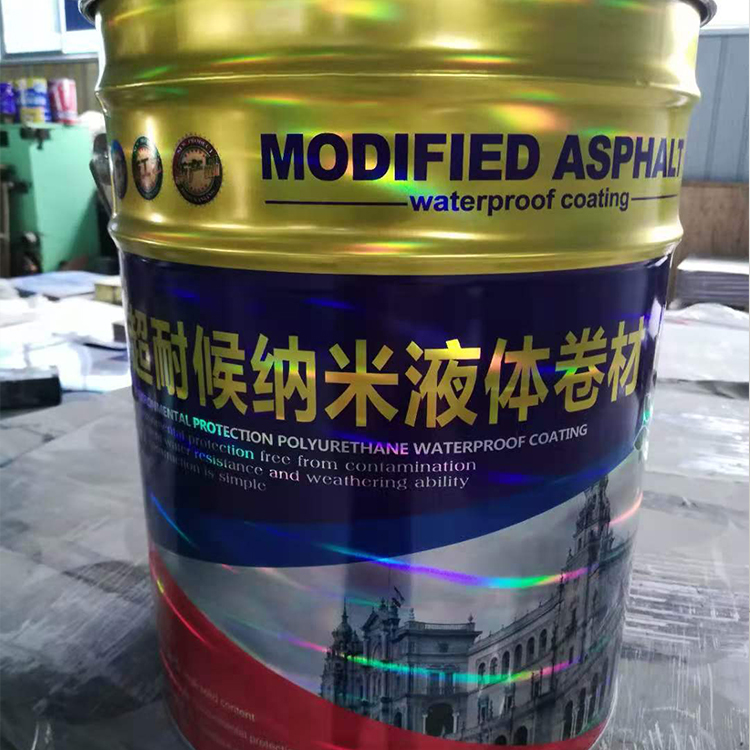 MODIFIED ASPHALT
waterproof coating
超耐候纳米液体卷材
PROTECTION POLYURETHANE WATERPROOF COATING
protection free from contamination
resistance and weathering ability
is simple
content